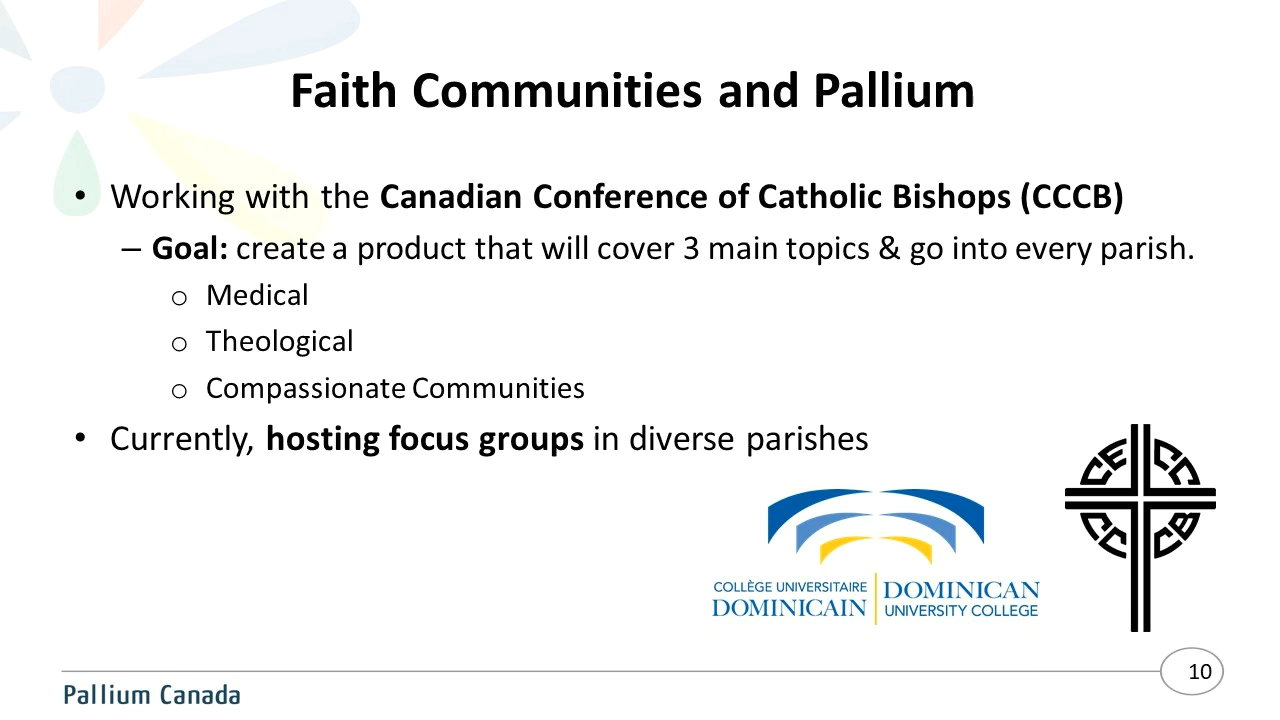 Faith Communities and Pallium
• Working with the Canadian Conference of Catholic Bishops (CCCB)
– Goal: create a product that will cover 3 main topics & go into every parish.
o Medical
o Theological
o Compassionate Communities
• Currently, hosting focus groups in diverse parishes
CE CC
CC CB
COLLÈGE UNIVERSITAIRE
DOMINICAIN
DOMINICAN
UNIVERSITY COLLEGE
10
Pallium Canada